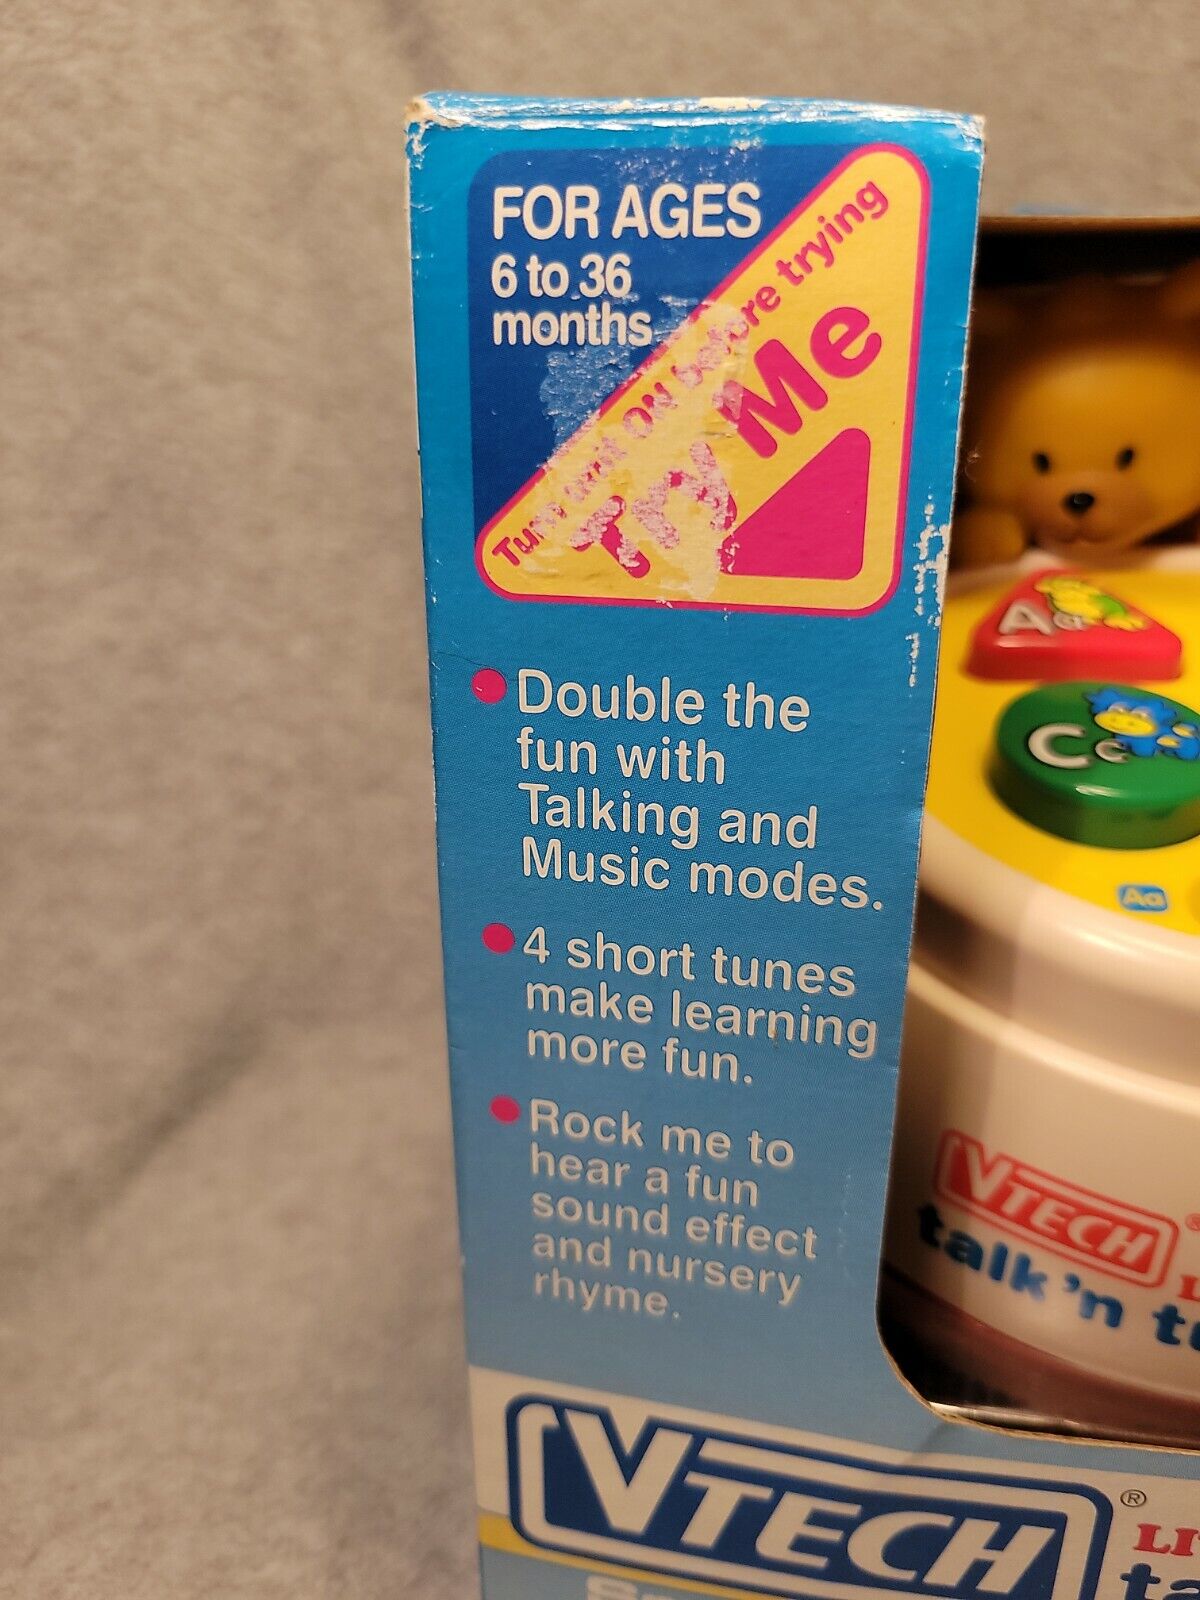 FOR AGES
6 to 36
months
Turn unit ON before trying
Try Me
Double the
fun with
Talking and
Music modes.
4 short tunes
make learning
more fun.
Rock me to
hear a fun
sound effect
and nursery
rhyme.
A a
C c
Aa
VTECH ®
talk 'n t
VTECH ®
LI
ta